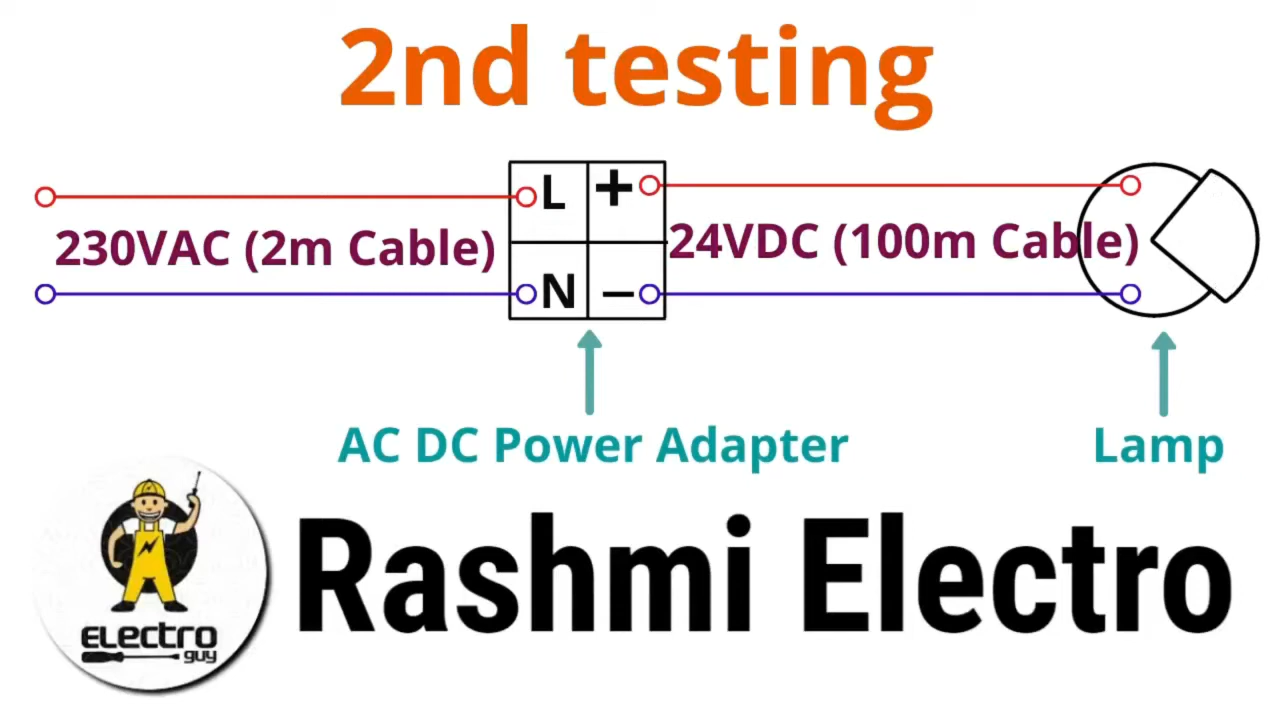 2nd testing
L +
230VAC (2m Cable) 24VDC (100m Cable)
N –
AC DC Power Adapter Lamp
Rashmi Electro
ELECTRO
guy